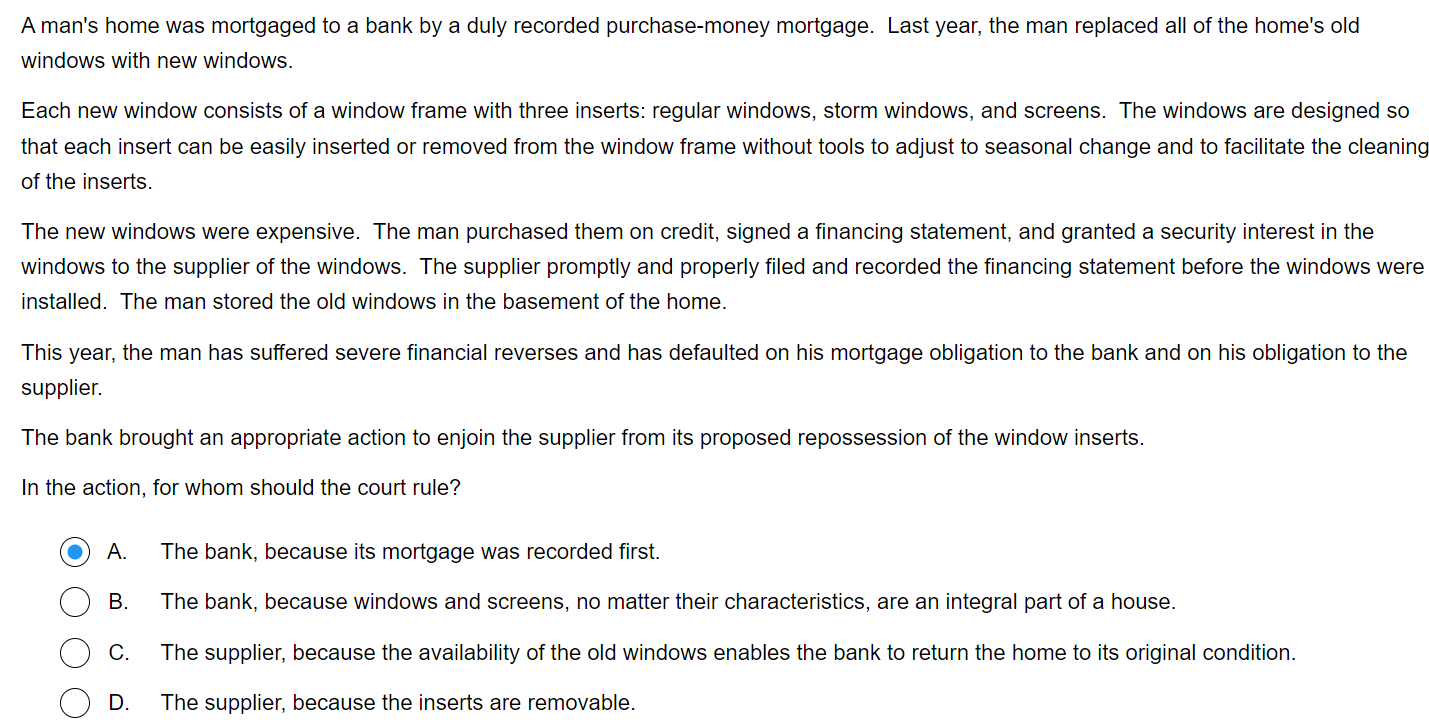 A man's home was mortgaged to a bank by a duly recorded purchase-money mortgage.  Last year, the man replaced all of the home's old
windows with new windows.
Each new window consists of a window frame with three inserts: regular windows, storm windows, and screens.  The windows are designed so
that each insert can be easily inserted or removed from the window frame without tools to adjust to seasonal change and to facilitate the cleaning
of the inserts.
The new windows were expensive.  The man purchased them on credit, signed a financing statement, and granted a security interest in the
windows to the supplier of the windows.  The supplier promptly and properly filed and recorded the financing statement before the windows were
installed.  The man stored the old windows in the basement of the home.
This year, the man has suffered severe financial reverses and has defaulted on his mortgage obligation to the bank and on his obligation to the
supplier.
The bank brought an appropriate action to enjoin the supplier from its proposed repossession of the window inserts.
In the action, for whom should the court rule?
A. The bank, because its mortgage was recorded first.
B. The bank, because windows and screens, no matter their characteristics, are an integral part of a house.
C. The supplier, because the availability of the old windows enables the bank to return the home to its original condition.
D. The supplier, because the inserts are removable.